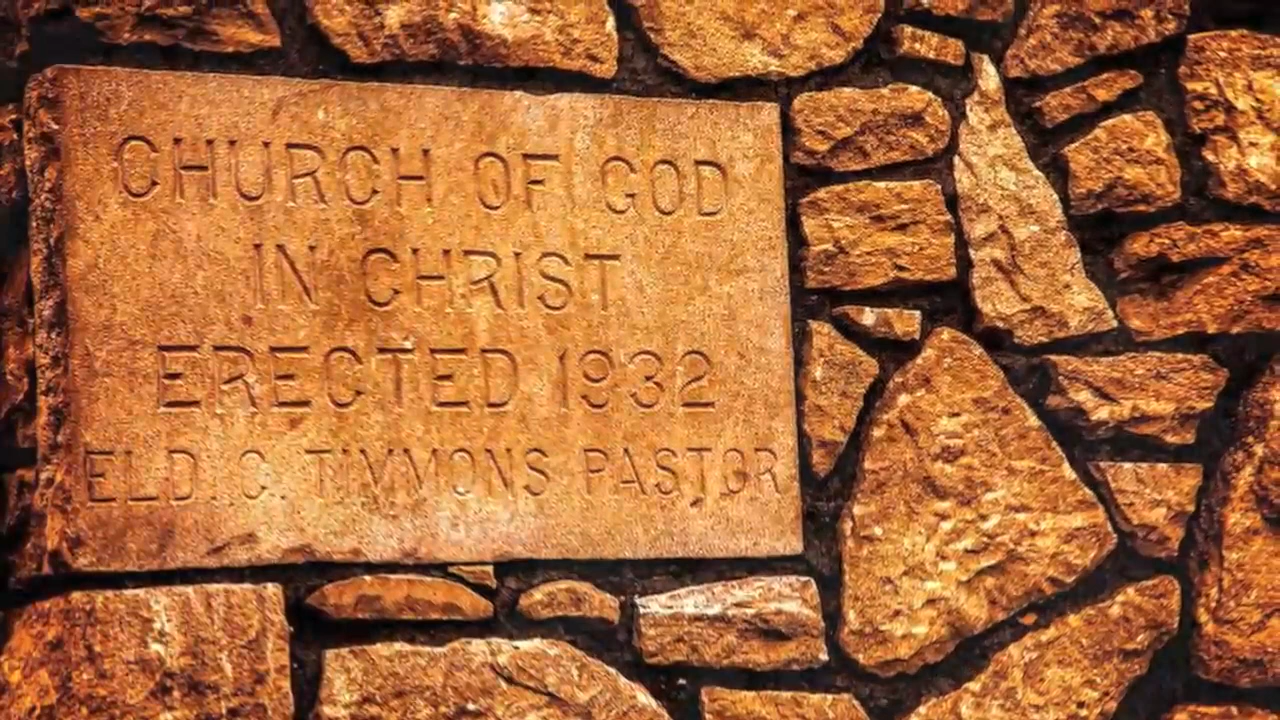 CHURCH OF GOD
IN CHRIST
ERECTED 1932
ELD. C. TIMMONS PASTOR